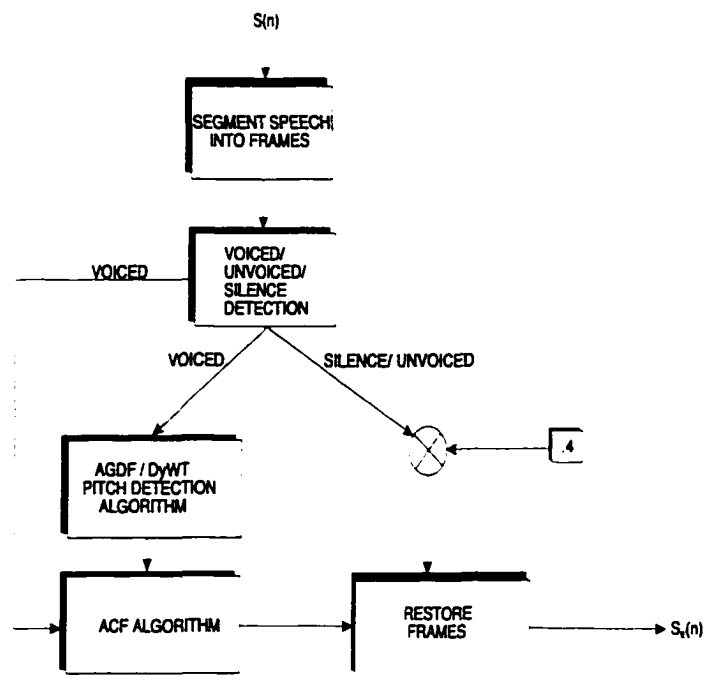 S(n)
SEGMENT SPEECH
INTO FRAMES
VOICED/
UNVOICED/
SILENCE
DETECTION
VOICED
VOICED
SILENCE/ UNVOICED
.4
AGDF / DyWT
PITCH DETECTION
ALGORITHM
ACF ALGORITHM
RESTORE
FRAMES
Sₑ(n)